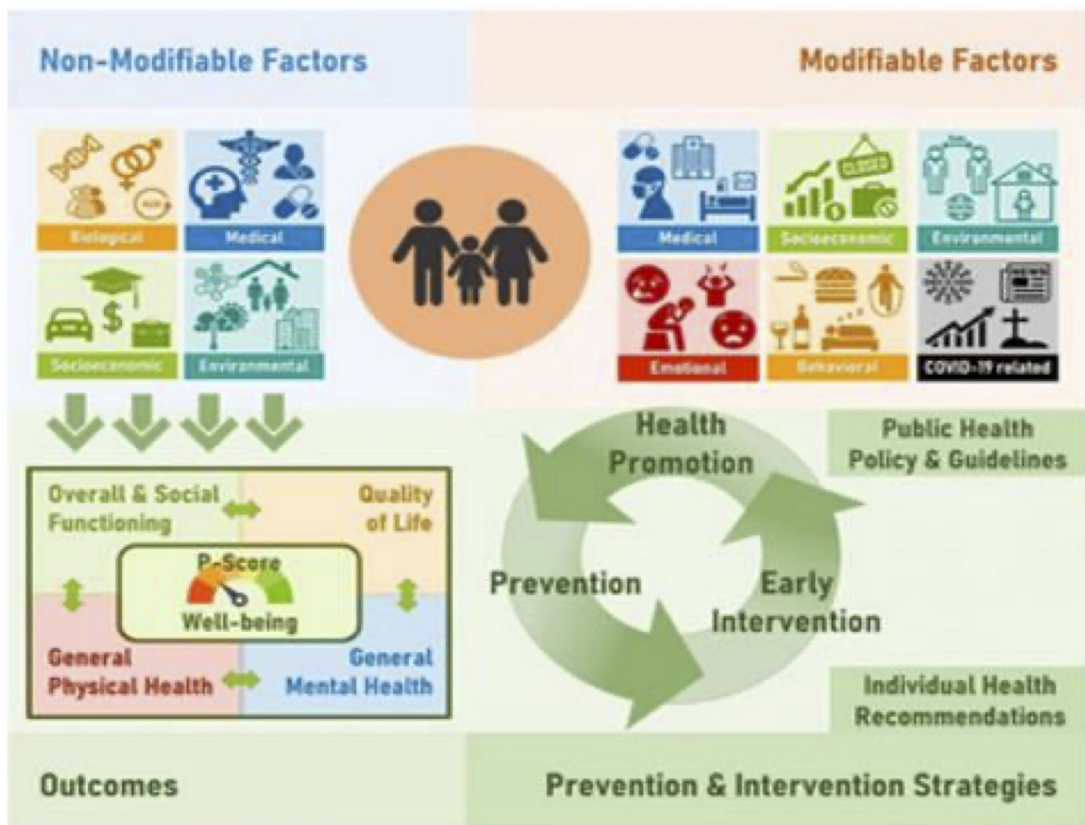 Non-Modifiable Factors
Modifiable Factors
Biological
Medical
Socioeconomic
Environmental
CLOSED
Medical
Socioeconomic
Environmental
NEWS
Emotional
Behavioral
COVID-19 related
Overall & Social
Functioning
Quality
of Life
P-Score
Well-being
General
Physical Health
General
Mental Health
Health
Promotion
Prevention
Early
Intervention
Public Health
Policy & Guidelines
Individual Health
Recommendations
Outcomes
Prevention & Intervention Strategies